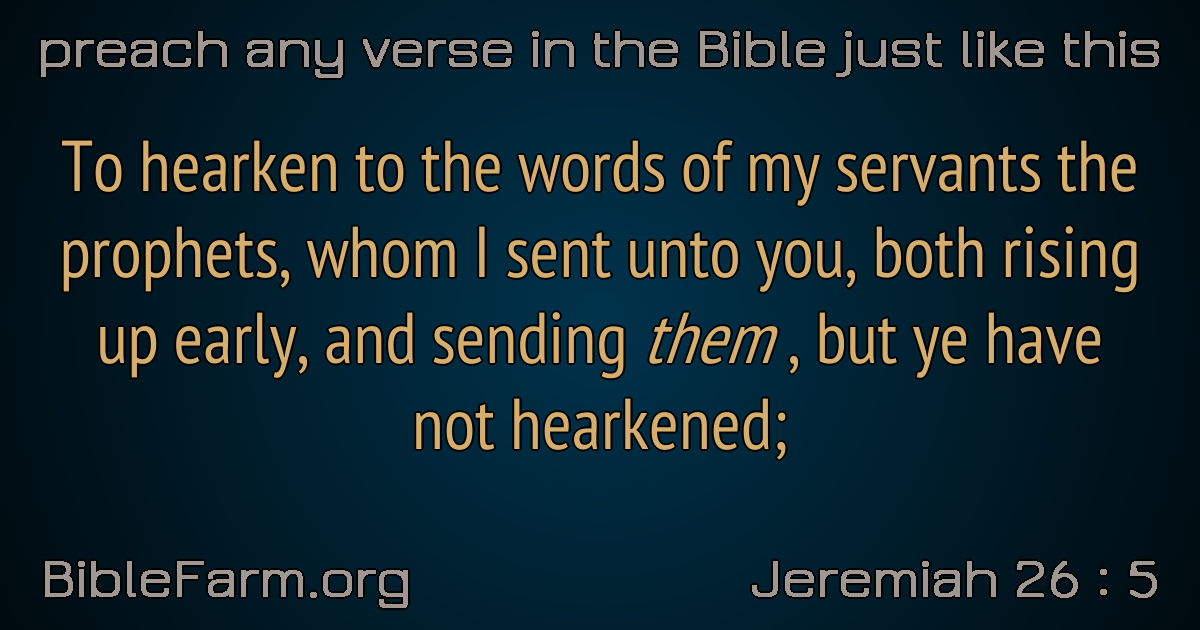 preach any verse in the Bible just like this
To hearken to the words of my servants the
prophets, whom I sent unto you, both rising
up early, and sending them , but ye have
not hearkened;
BibleFarm.org
Jeremiah 26 : 5